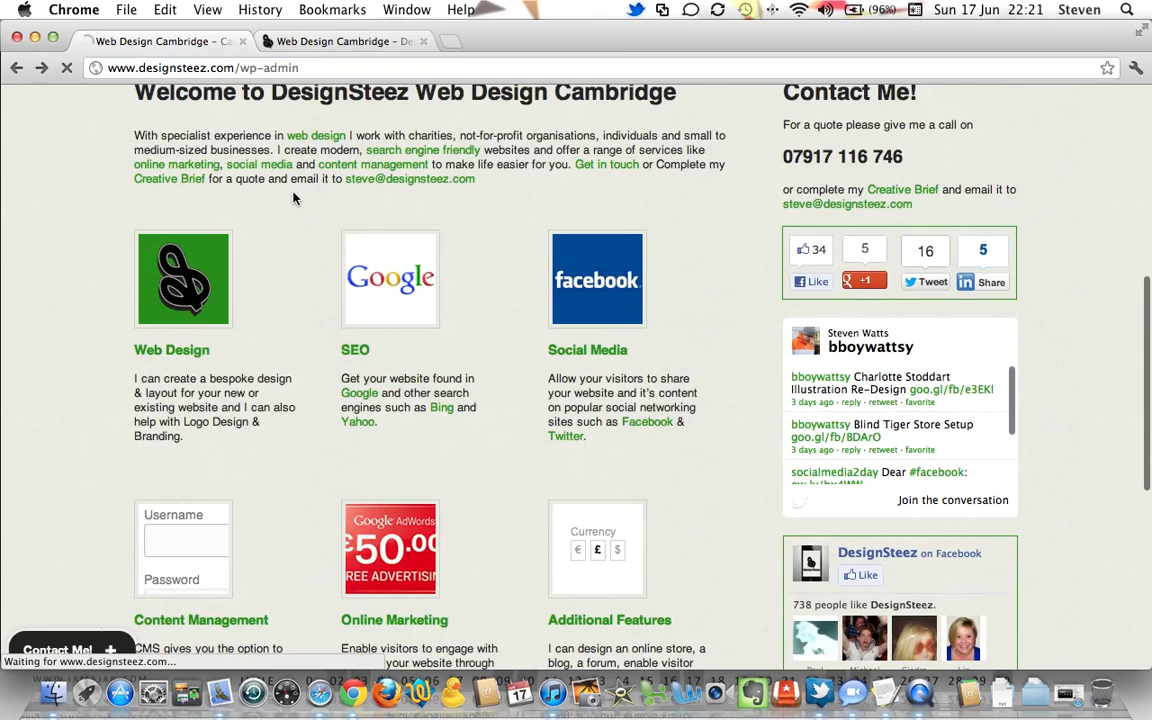 Chrome File Edit View History Bookmarks Window Help (96%) Sun 17 Jun 22:21 Steven
Web Design Cambridge – Ca Web Design Cambridge – De
www.designsteez.com/wp-admin
Welcome to DesignSteez Web Design Cambridge
With specialist experience in web design I work with charities, not-for-profit organisations, individuals and small to
medium-sized businesses. I create modern, search engine friendly websites and offer a range of services like
online marketing, social media and content management to make life easier for you. Get in touch or Complete my
Creative Brief for a quote and email it to steve@designsteez.com
Google
facebook
Web Design
I can create a bespoke design
& layout for your new or
existing website and I can also
help with Logo Design &
Branding.
SEO
Get your website found in
Google and other search
engines such as Bing and
Yahoo.
Social Media
Allow your visitors to share
your website and it's content
on popular social networking
sites such as Facebook &
Twitter.
Username
Password
Google AdWords
£50.00
FREE ADVERTISIN
Currency
€ £ $
Content Management
CMS gives you the option to
Online Marketing
Enable visitors to engage with
your website through
Additional Features
I can design an online store, a
blog, a forum, enable visitor
Contact Me!
For a quote please give me a call on
07917 116 746
or complete my Creative Brief and email it to
steve@designsteez.com
34 5 16 5
Like +1 Tweet Share
Steven Watts
bboywattsy
bboywattsy Charlotte Stoddart
Illustration Re-Design goo.gl/fb/e3EKl
3 days ago · reply · retweet · favorite
bboywattsy Blind Tiger Store Setup
goo.gl/fb/BDArO
3 days ago · reply · retweet · favorite
socialmedia2day Dear #facebook:
Join the conversation
DesignSteez on Facebook
Like
738 people like DesignSteez.
Contact Me! +
Waiting for www.designsteez.com...
17